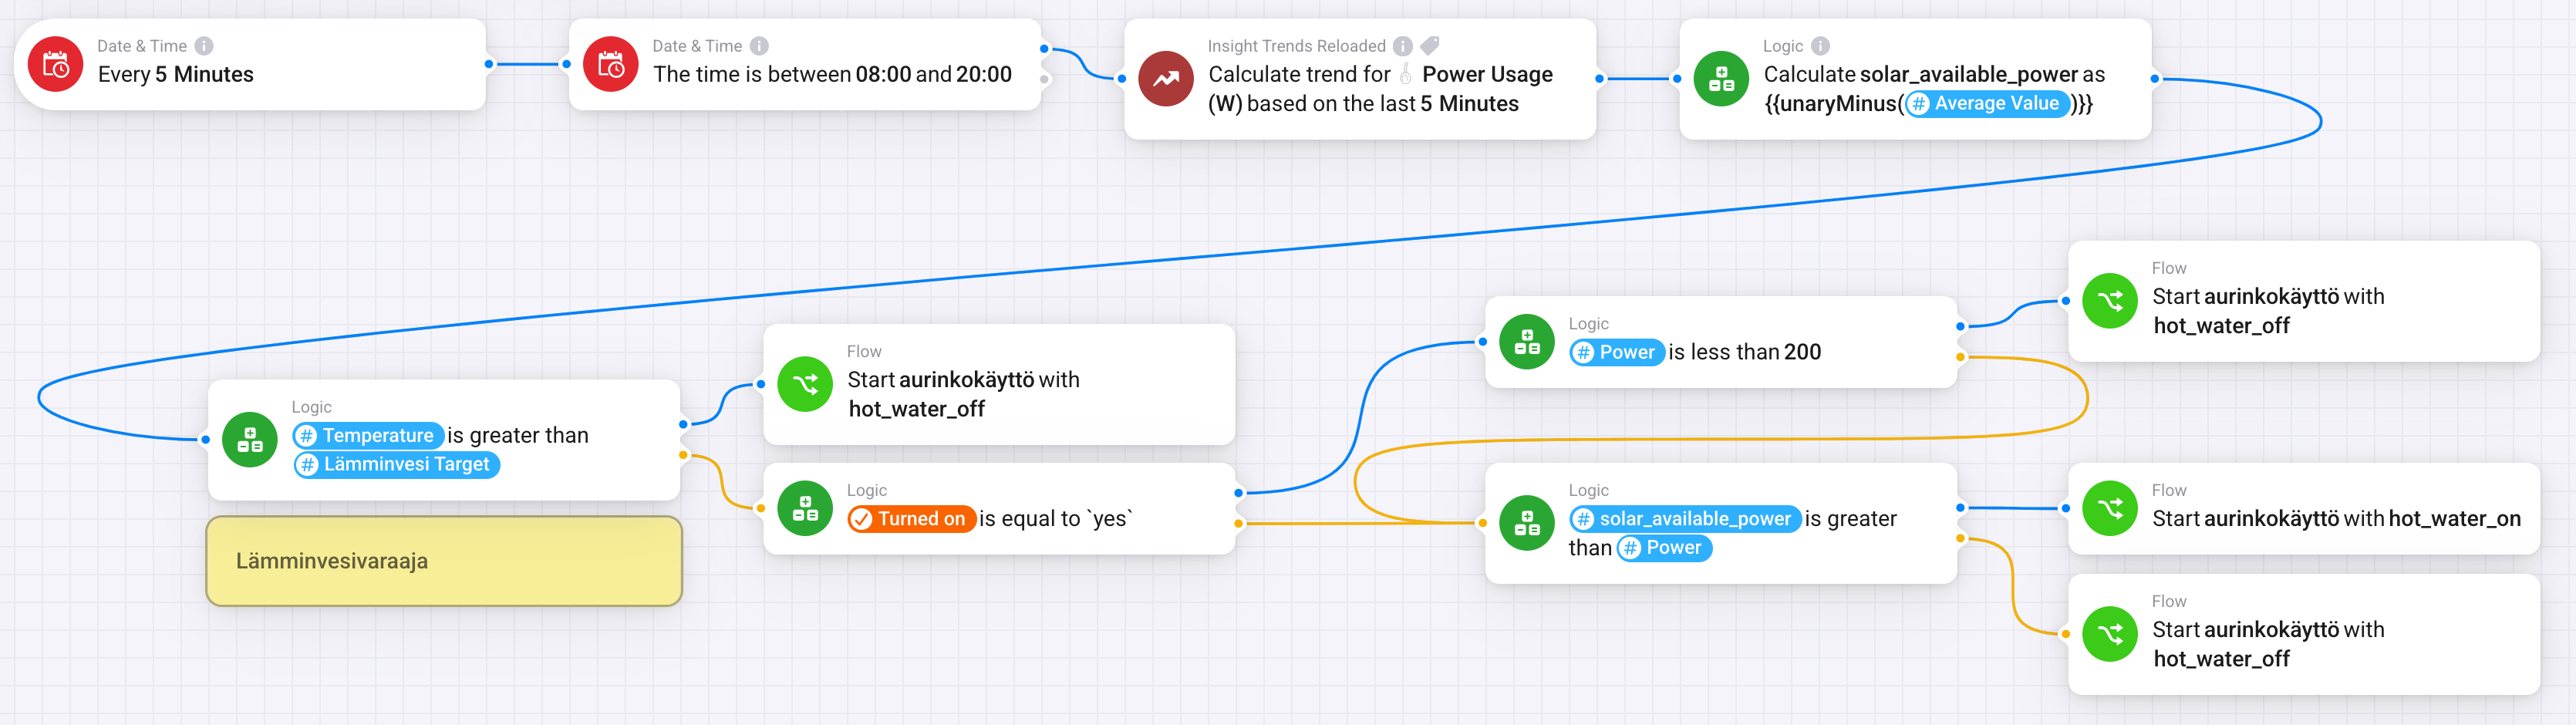 Date & Time
Every 5 Minutes
Date & Time
The time is between 08:00 and 20:00
Insight Trends Reloaded
Calculate trend for Power Usage
(W) based on the last 5 Minutes
Logic
Calculate solar_available_power as
{{unaryMinus(# Average Value)}}
Logic
# Temperature is greater than
# Lämminvesi Target
Lämminvesivaraaja
Flow
Start aurinkokäyttö with
hot_water_off
Logic
Turned on is equal to `yes`
Logic
# Power is less than 200
Logic
# solar_available_power is greater
than # Power
Flow
Start aurinkokäyttö with
hot_water_off
Flow
Start aurinkokäyttö with hot_water_on
Flow
Start aurinkokäyttö with
hot_water_off